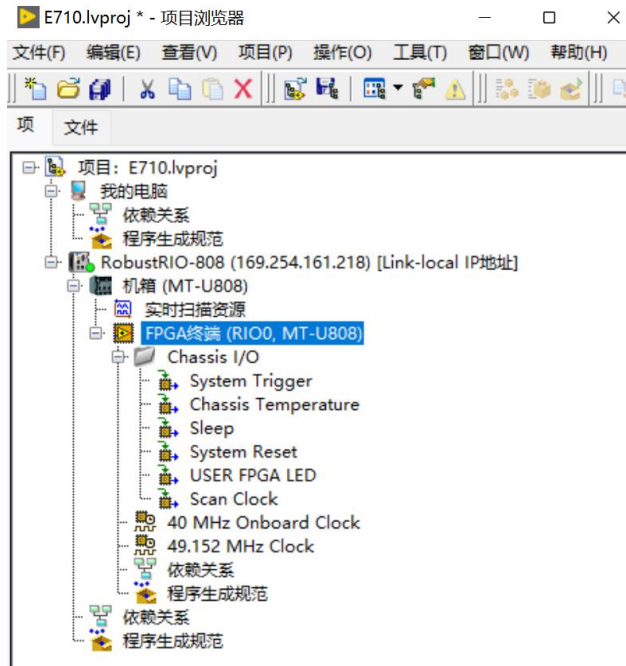 E710.lvproj * - 项目浏览器
文件(F) 编辑(E) 查看(V) 项目(P) 操作(O) 工具(T) 窗口(W) 帮助(H)
项 文件
项目：E710.lvproj
我的电脑
依赖关系
程序生成规范
RobustRIO-808 (169.254.161.218) [Link-local IP地址]
机箱 (MT-U808)
实时扫描资源
FPGA终端 (RIO0, MT-U808)
Chassis I/O
System Trigger
Chassis Temperature
Sleep
System Reset
USER FPGA LED
Scan Clock
40 MHz Onboard Clock
49.152 MHz Clock
依赖关系
程序生成规范
依赖关系
程序生成规范